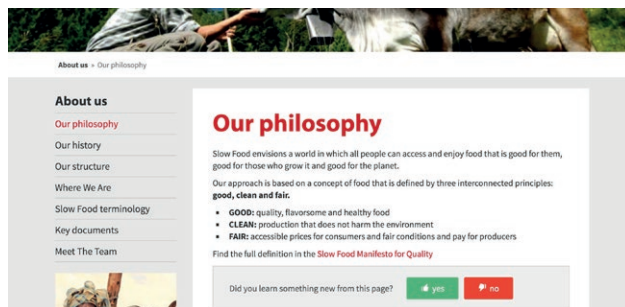 About us » Our philosophy
About us
Our philosophy
Our history
Our structure
Where We Are
Slow Food terminology
Key documents
Meet The Team
Our philosophy
Slow Food envisions a world in which all people can access and enjoy food that is good for them,
good for those who grow it and good for the planet.
Our approach is based on a concept of food that is defined by three interconnected principles:
good, clean and fair.
• GOOD: quality, flavorsome and healthy food
• CLEAN: production that does not harm the environment
• FAIR: accessible prices for consumers and fair conditions and pay for producers
Find the full definition in the Slow Food Manifesto for Quality
Did you learn something new from this page? yes no